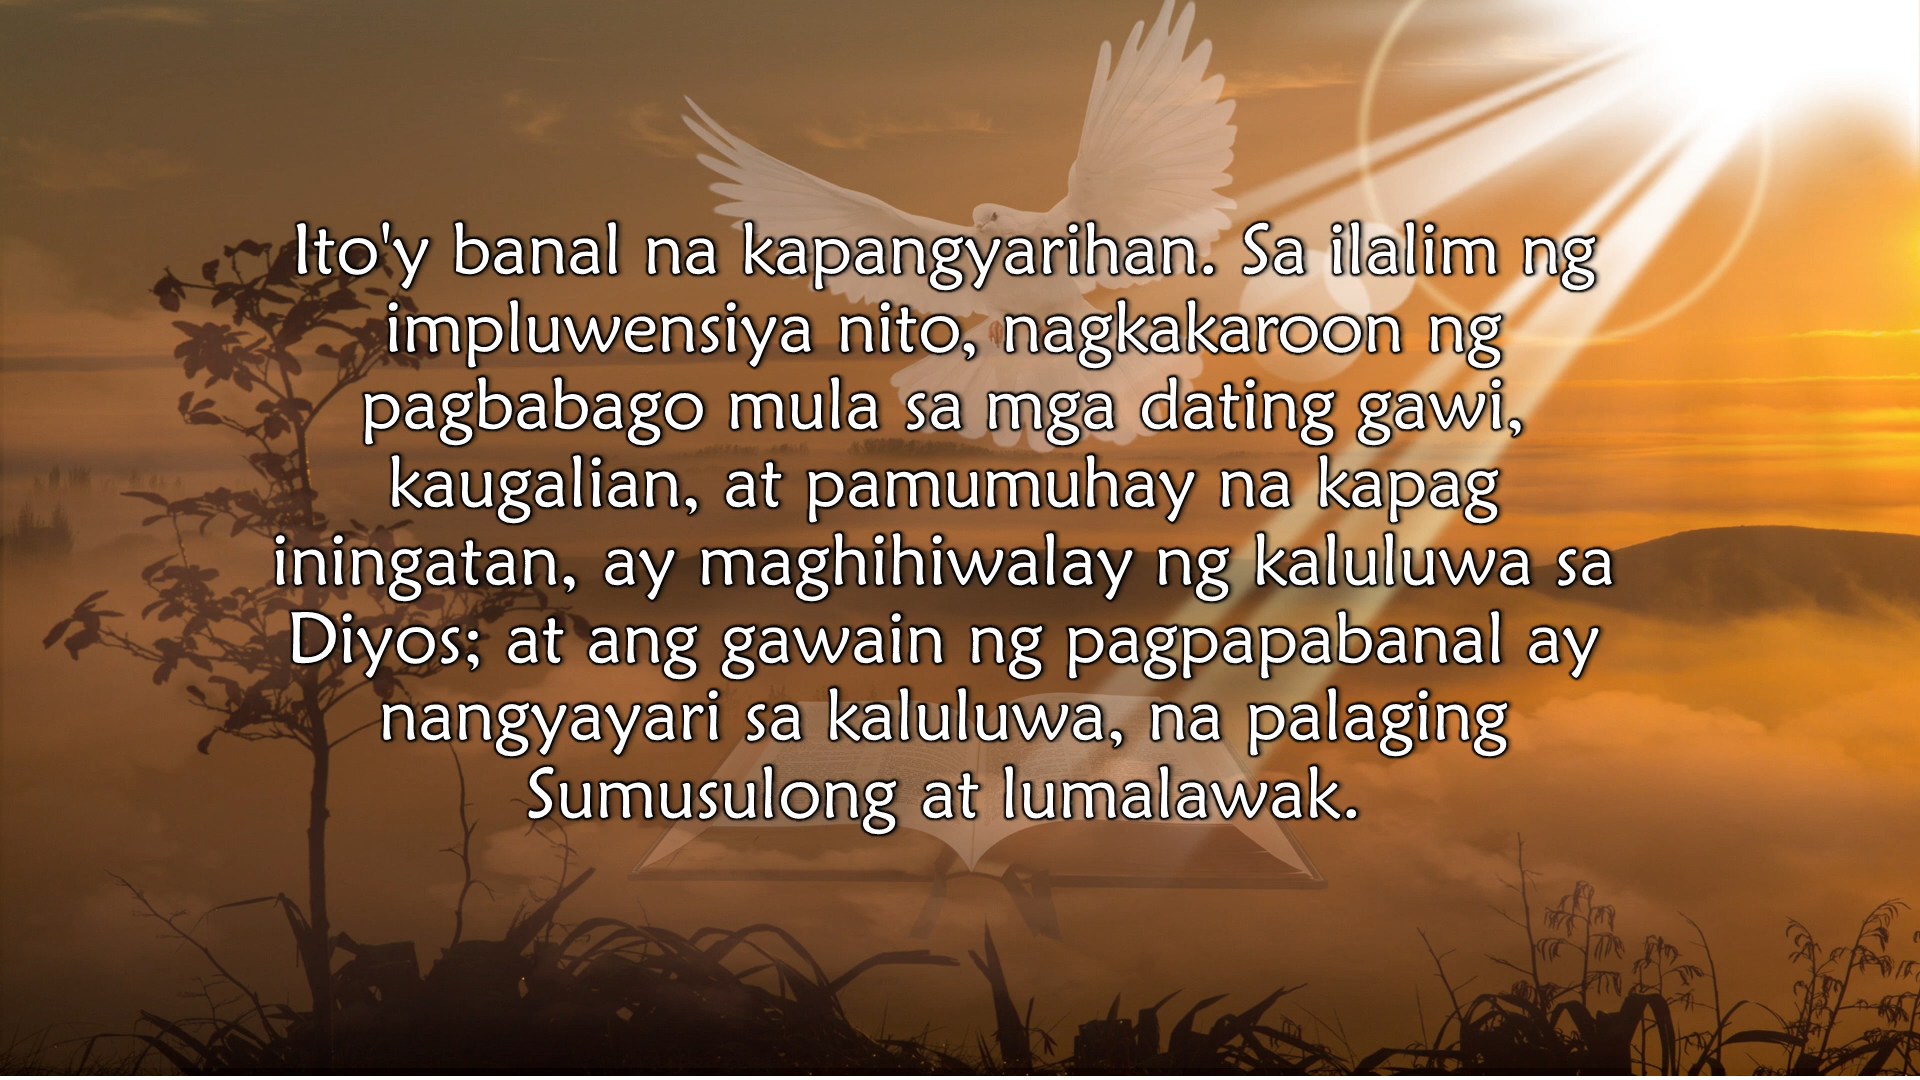 Ito'y banal na kapangyarihan. Sa ilalim ng
impluwensiya nito, nagkakaroon ng
pagbabago mula sa mga dating gawi,
kaugalian, at pamumuhay na kapag
iningatan, ay maghihiwalay ng kaluluwa sa
Diyos; at ang gawain ng pagpapabanal ay
nangyayari sa kaluluwa, na palaging
Sumusulong at lumalawak.